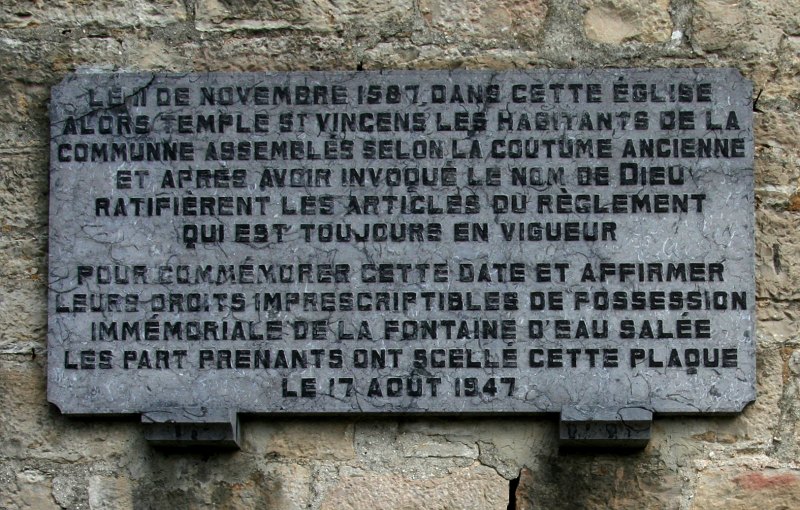 LE 11 DE NOVEMBRE 1587 DANS CETTE ÉGLISE
ALORS TEMPLE ST VINCENS LES HABITANTS DE LA
COMMUNNE ASSEMBLÉS SELON LA COUTUME ANCIENNE
ET APRÈS AVOIR INVOQUÉ LE NOM DE DIEU
RATIFIÈRENT LES ARTICLES DU RÈGLEMENT
QUI EST TOUJOURS EN VIGUEUR
POUR COMMÉMORER CETTE DATE ET AFFIRMER
LEURS DROITS IMPRESCRIPTIBLES DE POSSESSION
IMMÉMORIALE DE LA FONTAINE D'EAU SALÉE
LES PART PRENANTS ONT SCELLÉ CETTE PLAQUE
LE 17 AOUT 1947